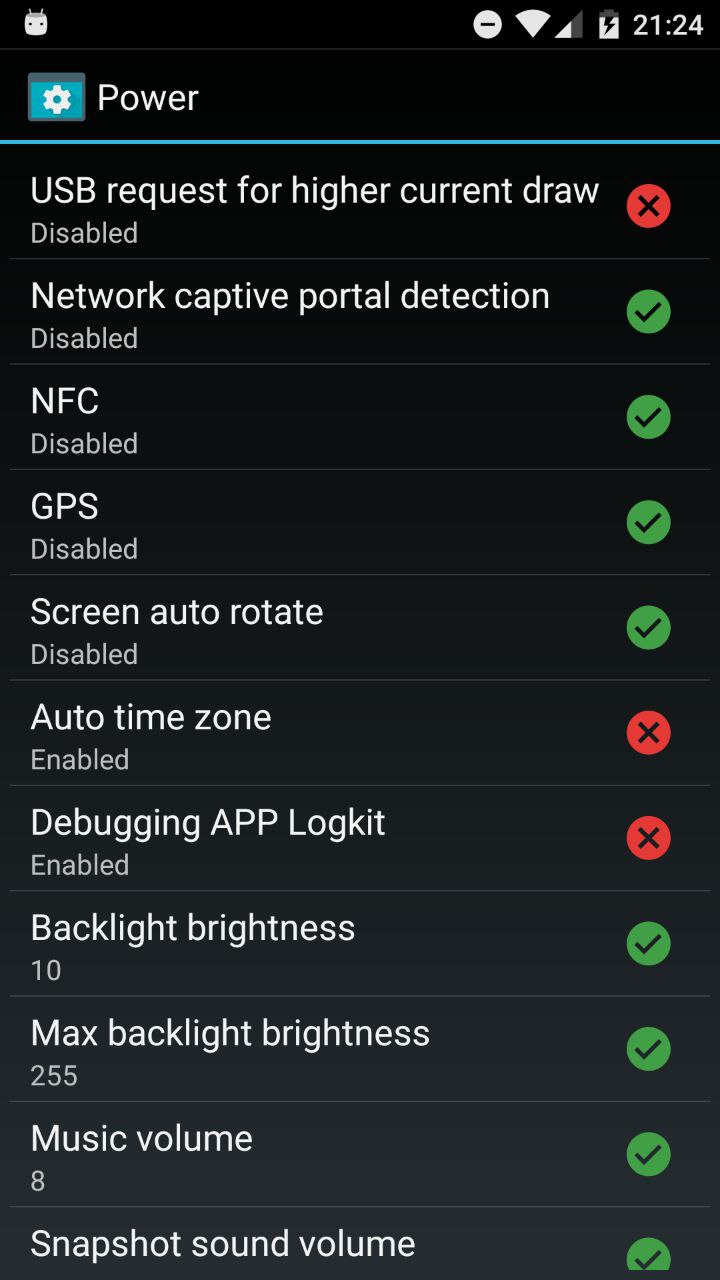 21:24
Power
USB request for higher current draw
Disabled
Network captive portal detection
Disabled
NFC
Disabled
GPS
Disabled
Screen auto rotate
Disabled
Auto time zone
Enabled
Debugging APP Logkit
Enabled
Backlight brightness
10
Max backlight brightness
255
Music volume
8
Snapshot sound volume